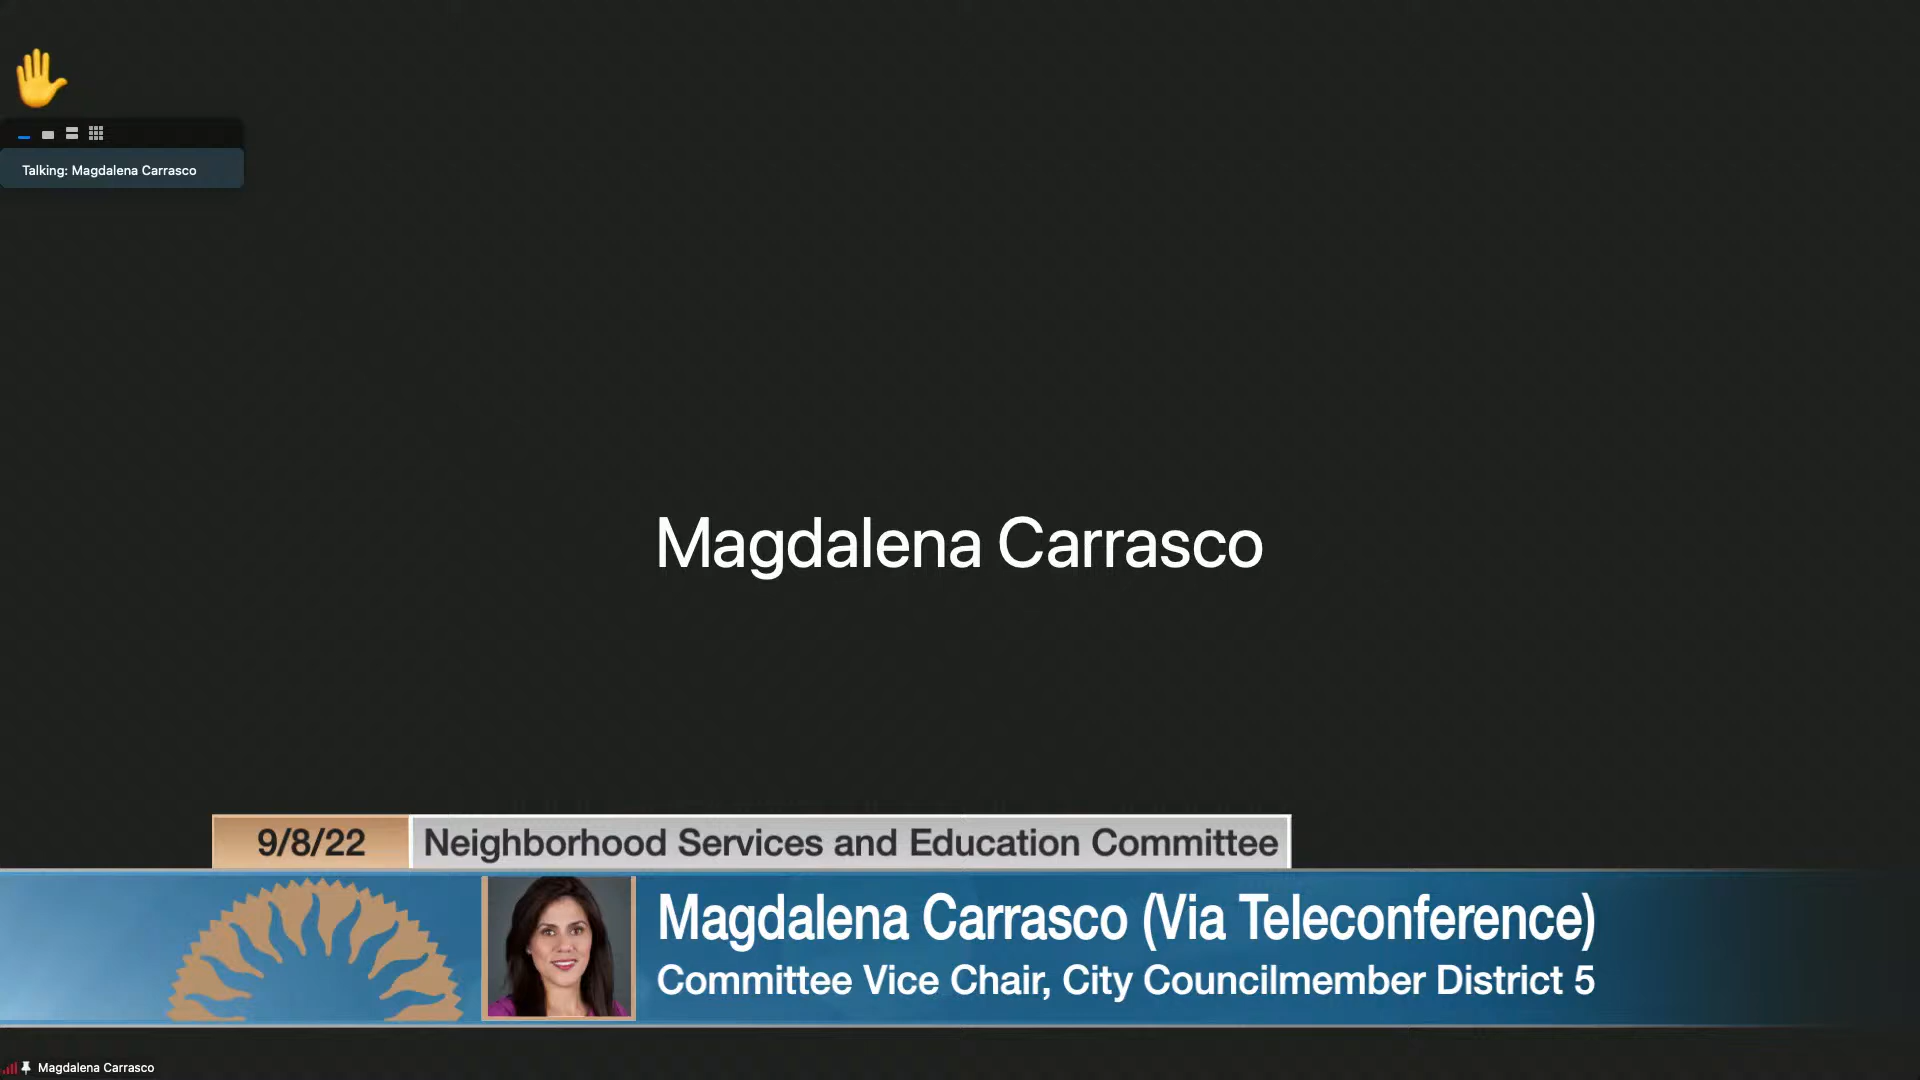 Talking: Magdalena Carrasco
Magdalena Carrasco
9/8/22
Neighborhood Services and Education Committee
Magdalena Carrasco (Via Teleconference)
Committee Vice Chair, City Councilmember District 5
Magdalena Carrasco